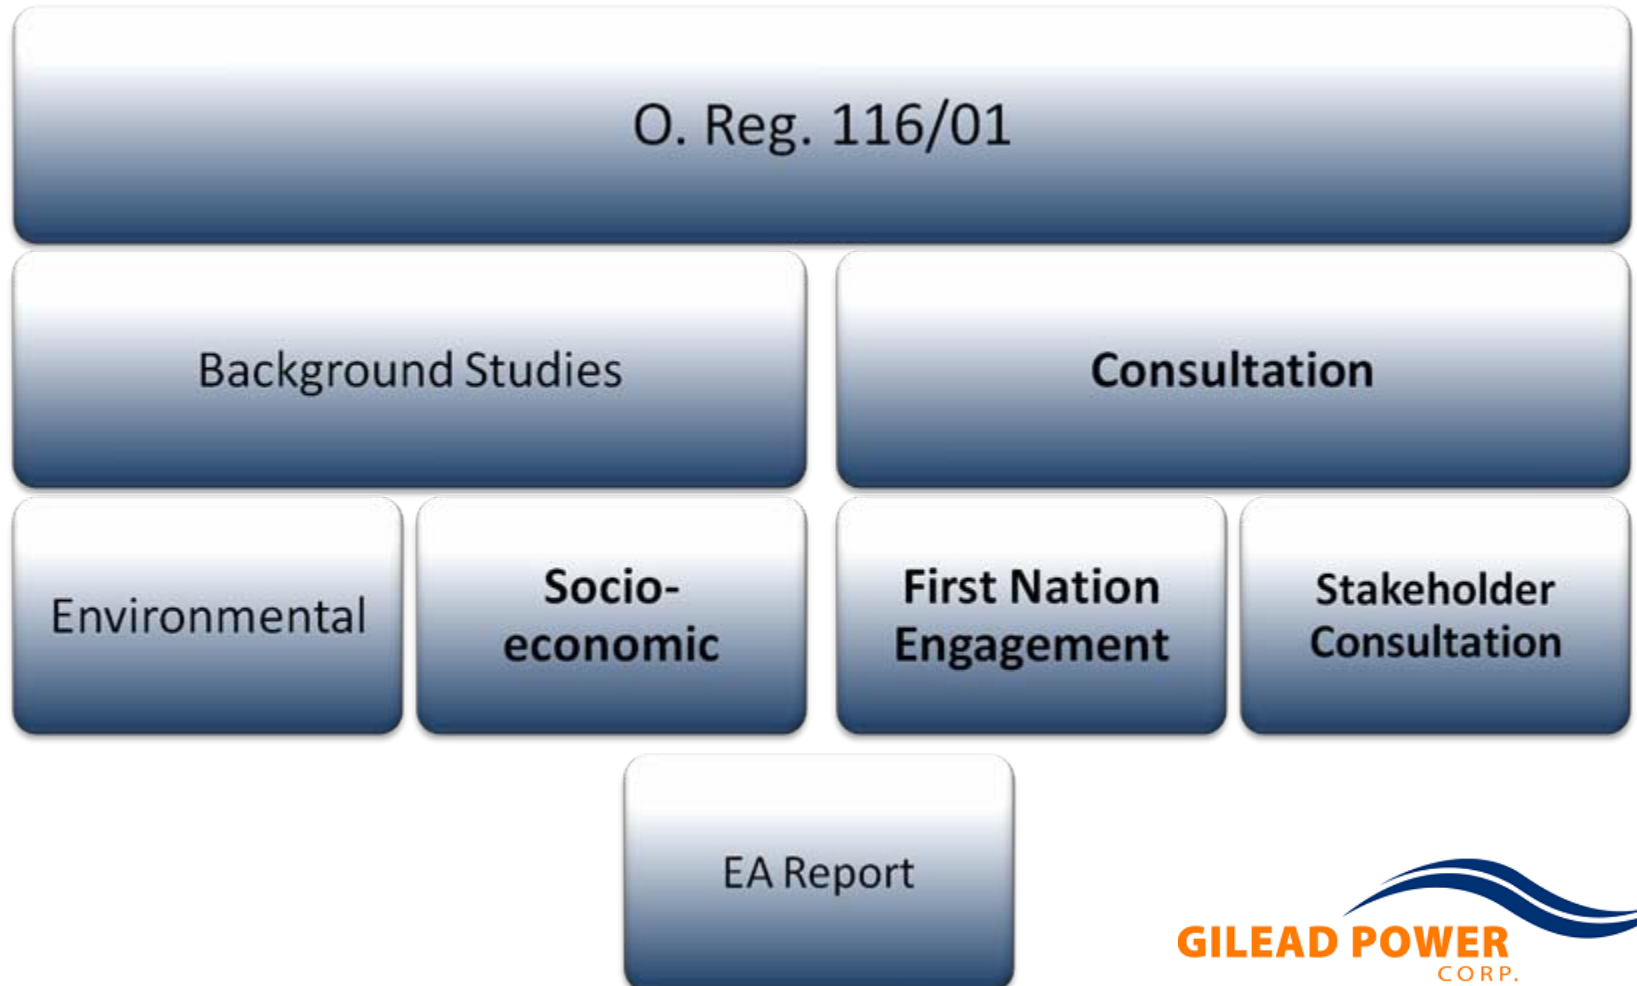 O. Reg. 116/01
Background Studies
Consultation
Environmental
Socio-
economic
First Nation
Engagement
Stakeholder
Consultation
EA Report
GILEAD POWER
CORP.